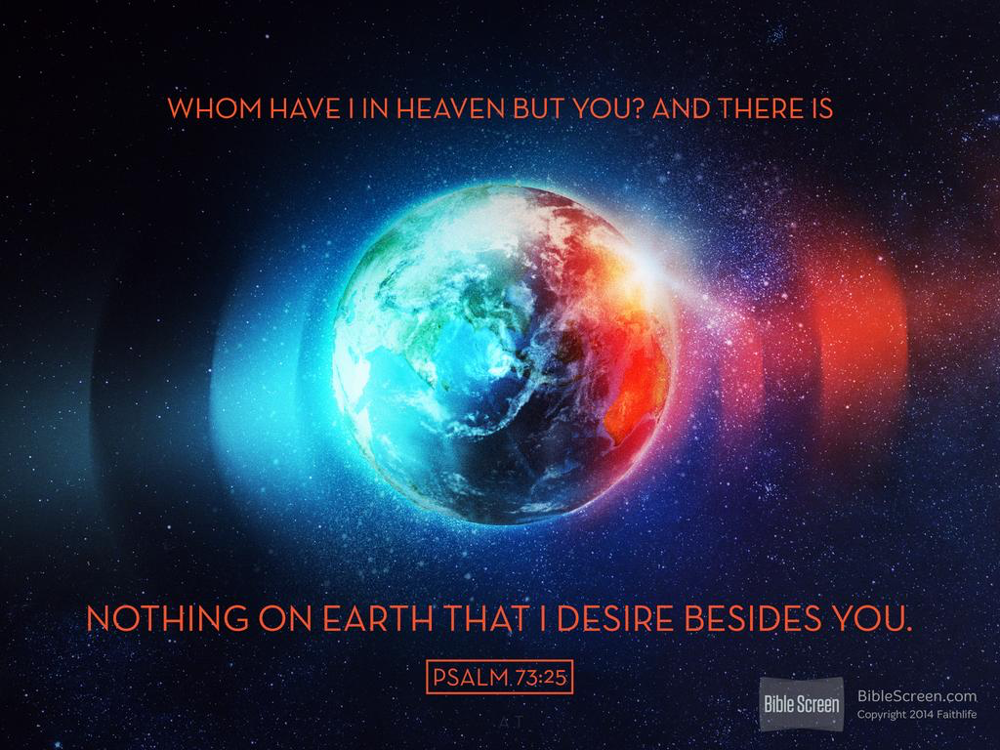 WHOM HAVE I IN HEAVEN BUT YOU? AND THERE IS
NOTHING ON EARTH THAT I DESIRE BESIDES YOU.
PSALM 73:25
Bible Screen
BibleScreen.com
Copyright 2014 Faithlife